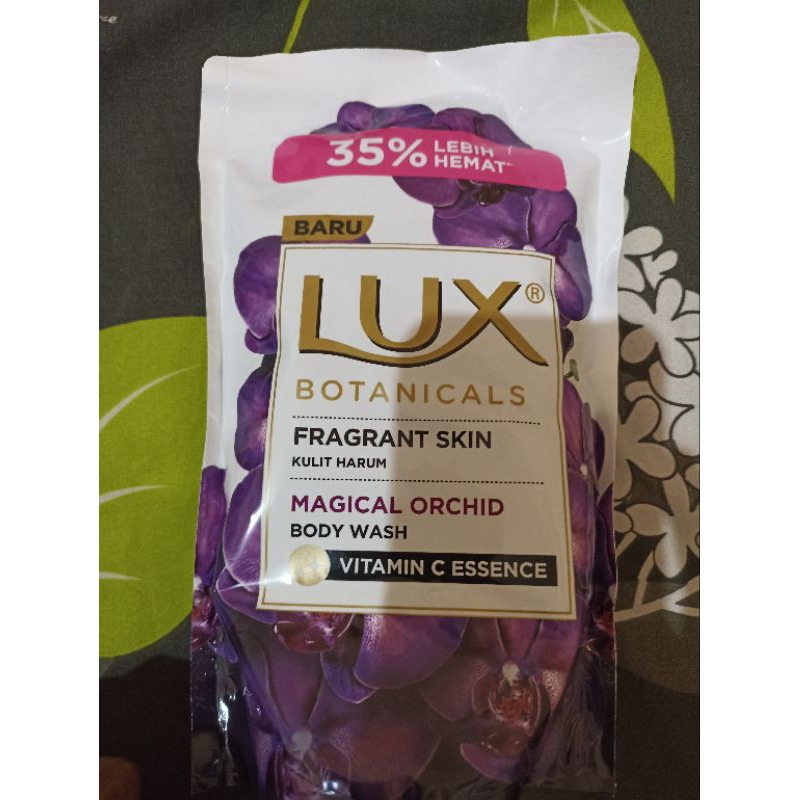 35% LEBIH
HEMAT
BARU
LUX®
BOTANICALS
FRAGRANT SKIN
KULIT HARUM
MAGICAL ORCHID
BODY WASH
VITAMIN C ESSENCE